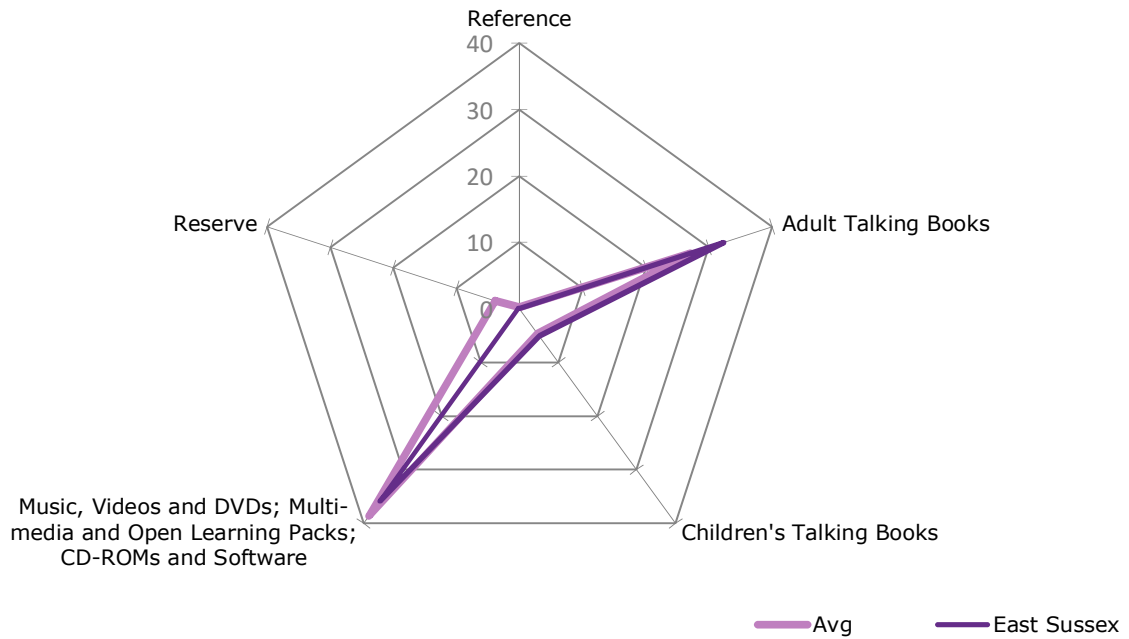 Reference
40
30
20
10
0
Reserve
Adult Talking Books
Music, Videos and DVDs; Multi-
media and Open Learning Packs;
CD-ROMs and Software
Children's Talking Books
Avg
East Sussex